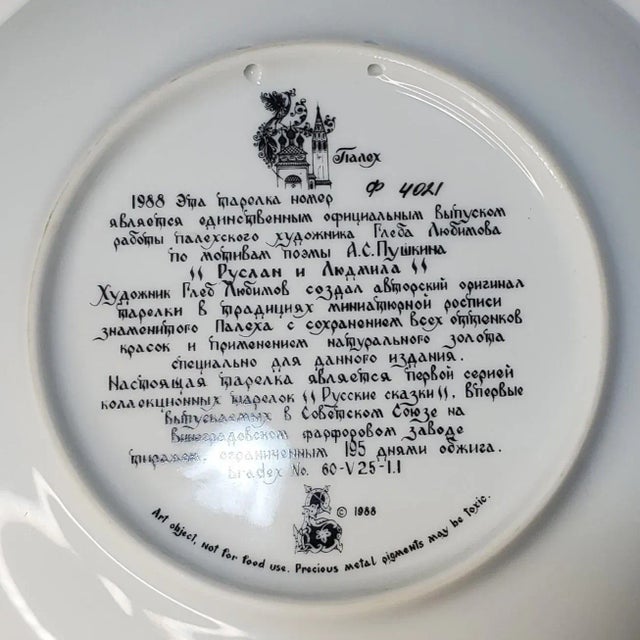 Палех
1988 Эта тарелка номер Ф 4021
является единственным официальным выпуском
работы палехского художника Глеба Любимова
по мотивам поэмы А.С.Пушкина
" Руслан и Людмила "
Художник Глеб Любимов создал авторский оригинал
тарелки в традициях миниатюрной росписи
знаменитого Палеха с сохранением всех оттенков
красок и применением натурального золота
специально для данного издания.
Настоящая тарелка является первой серией
коллекционных тарелок " Русские сказки ", впервые
выпускаемых в Советском Союзе на
Виноградовском фарфоровом заводе
тиражом, ограниченным 195 днями обжига.
Bradex No. 60-V25-1.1
© 1988
Art object, not for food use. Precious metal pigments may be toxic.